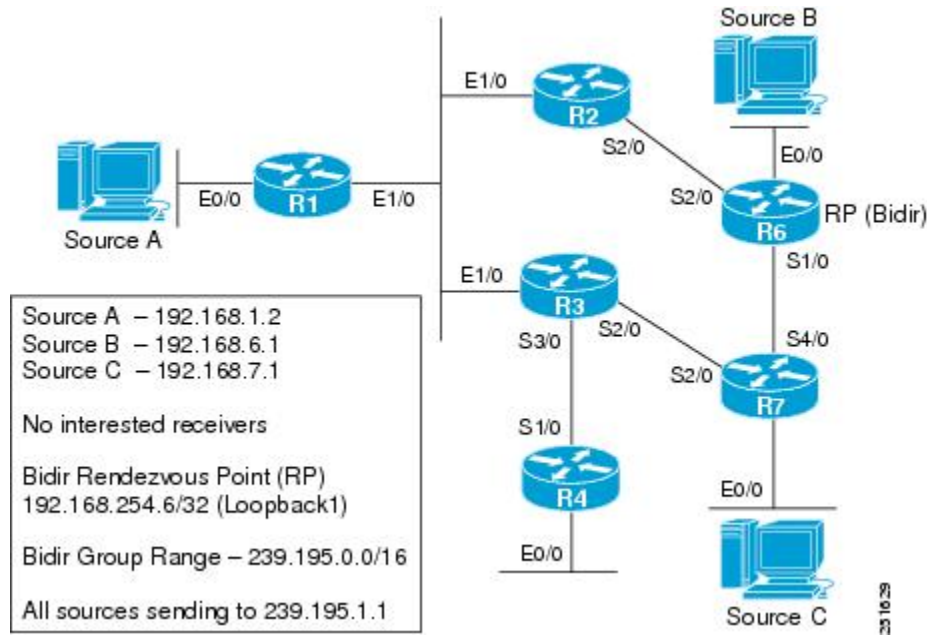 Source B
E1/0
R2
S2/0
E0/0
S2/0
R6
RP (Bidir)
E0/0
R1
E1/0
Source A
S1/0
E1/0
R3
S3/0
S2/0
S4/0
S2/0
R7
S1/0
R4
E0/0
E0/0
Source C
Source A – 192.168.1.2
Source B – 192.168.6.1
Source C – 192.168.7.1
No interested receivers
Bidir Rendezvous Point (RP)
192.168.254.6/32 (Loopback1)
Bidir Group Range – 239.195.0.0/16
All sources sending to 239.195.1.1